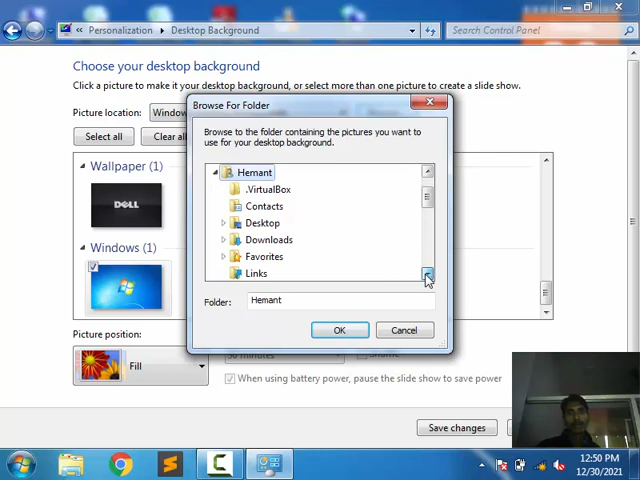 Personalization
Desktop Background
Search Control Panel
Choose your desktop background
Click a picture to make it your desktop background, or select more than one picture to create a slide show.
Picture location:
Select all
Clear
Wallpaper (1)
DELL
Windows (1)
Picture position:
Fill
Browse For Folder
Browse to the folder containing the pictures you want to
use for your desktop background.
Hemant
.VirtualBox
Contacts
Desktop
Downloads
Favorites
Links
Folder:
Hemant
OK
Cancel
When using battery power, pause the slide show to save power
Save changes
12:50 PM
12/30/2021